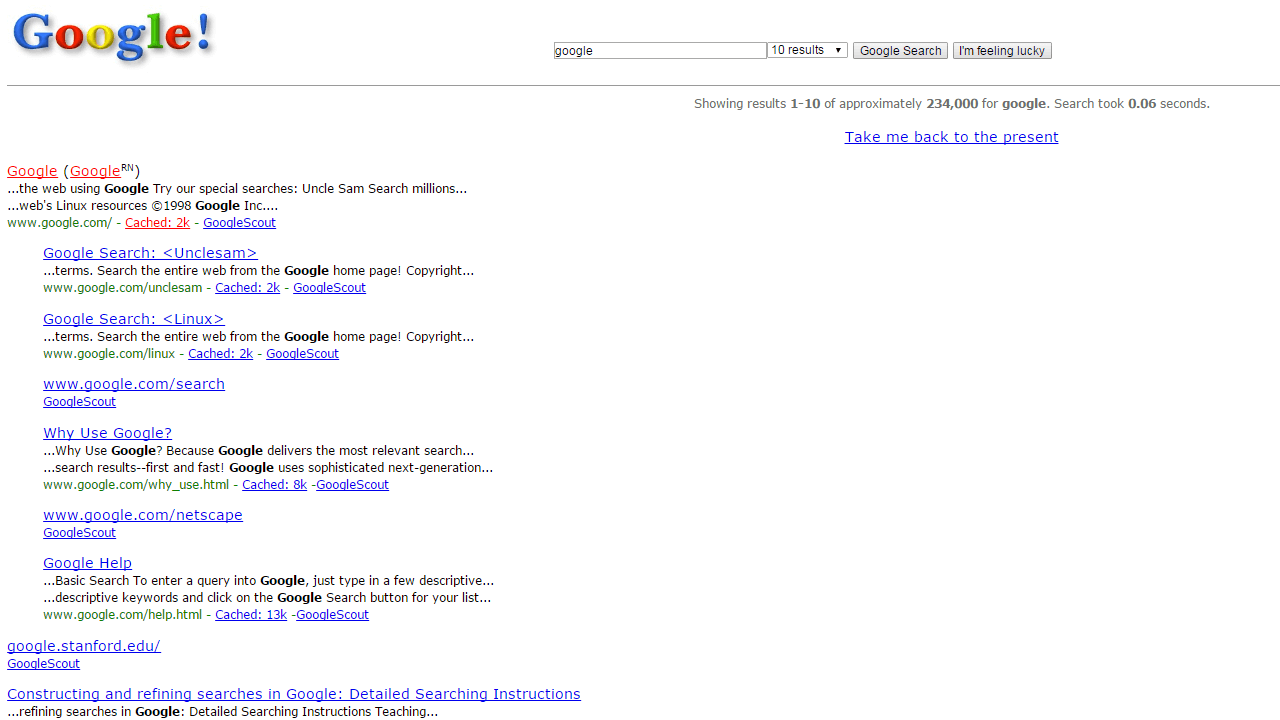 Google!
google 10 results ▼ Google Search I'm feeling lucky
Showing results 1-10 of approximately 234,000 for google. Search took 0.06 seconds.
Take me back to the present
Google (GoogleRN)
...the web using Google Try our special searches: Uncle Sam Search millions...
...web's Linux resources ©1998 Google Inc....
www.google.com/ - Cached: 2k - GoogleScout
Google Search: <Unclesam>
...terms. Search the entire web from the Google home page! Copyright...
www.google.com/unclesam - Cached: 2k - GoogleScout
Google Search: <Linux>
...terms. Search the entire web from the Google home page! Copyright...
www.google.com/linux - Cached: 2k - GoogleScout
www.google.com/search
GoogleScout
Why Use Google?
...Why Use Google? Because Google delivers the most relevant search...
...search results--first and fast! Google uses sophisticated next-generation...
www.google.com/why_use.html - Cached: 8k -GoogleScout
www.google.com/netscape
GoogleScout
Google Help
...Basic Search To enter a query into Google, just type in a few descriptive...
...descriptive keywords and click on the Google Search button for your list...
www.google.com/help.html - Cached: 13k -GoogleScout
google.stanford.edu/
GoogleScout
Constructing and refining searches in Google: Detailed Searching Instructions
...refining searches in Google: Detailed Searching Instructions Teaching...